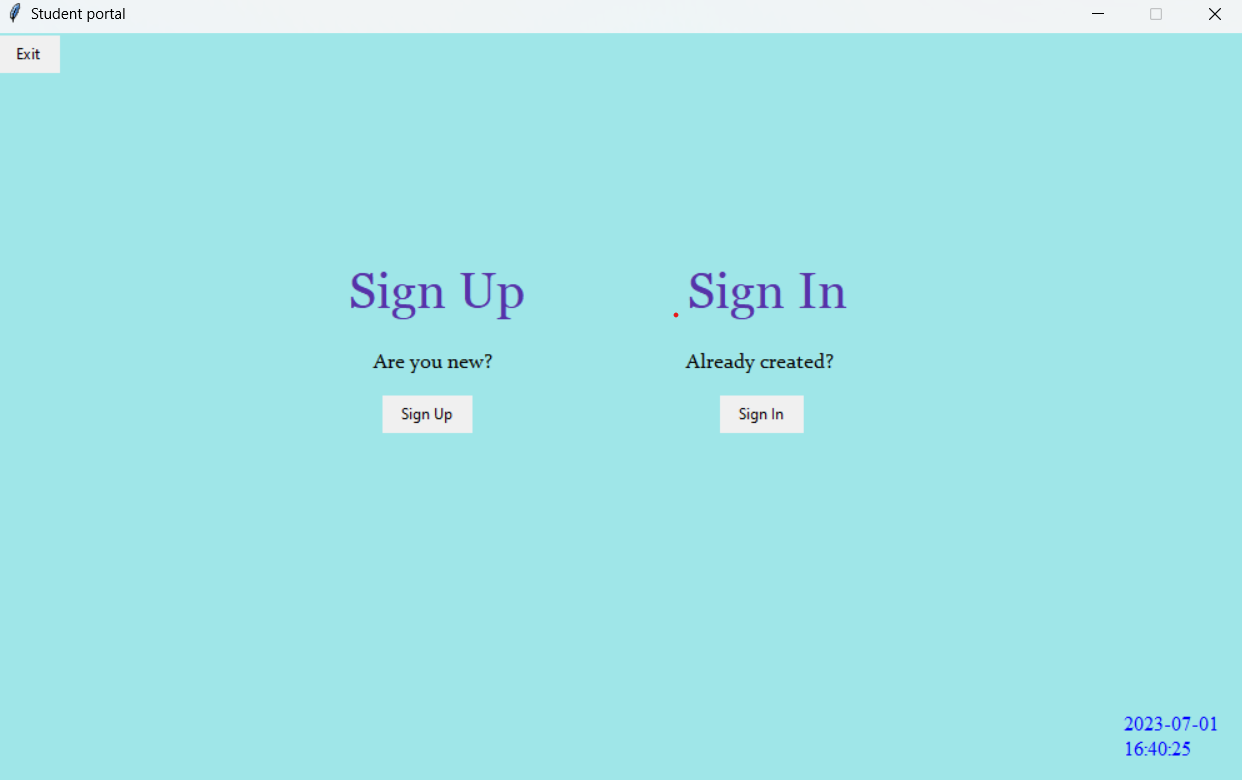 Student portal
Exit
Sign Up
Sign In
Are you new?
Already created?
Sign Up
Sign In
2023-07-01
16:40:25